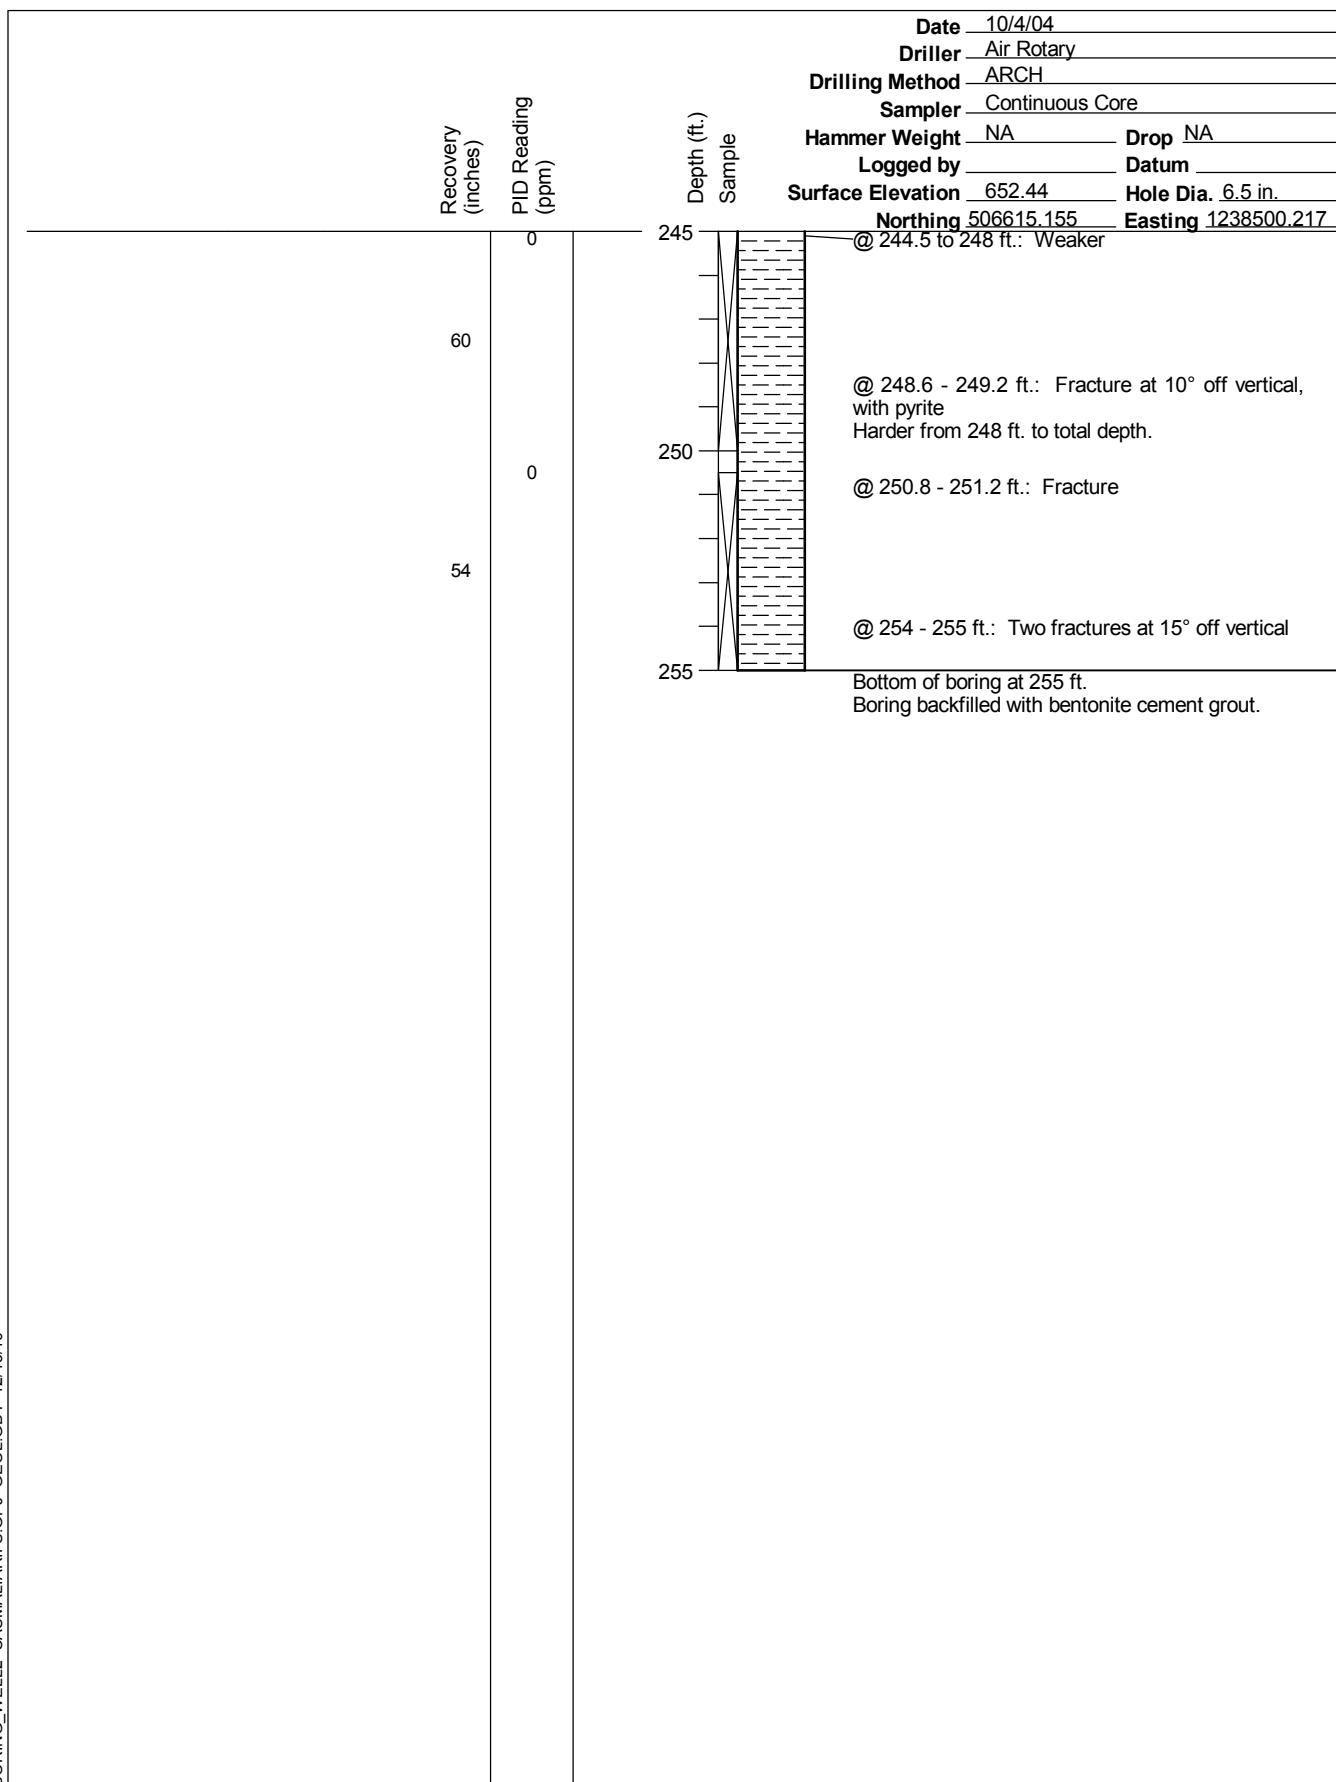 Date 10/4/04
Driller Air Rotary
Drilling Method ARCH
Sampler Continuous Core
Hammer Weight NA Drop NA
Logged by Datum
Surface Elevation 652.44 Hole Dia. 6.5 in.
Northing 506615.155 Easting 1238500.217
Recovery
(inches)
PID Reading
(ppm)
Depth (ft.)
Sample
0
245
@ 244.5 to 248 ft.: Weaker
60
@ 248.6 - 249.2 ft.: Fracture at 10° off vertical,
with pyrite
Harder from 248 ft. to total depth.
250
0
@ 250.8 - 251.2 ft.: Fracture
54
@ 254 - 255 ft.: Two fractures at 15° off vertical
255
Bottom of boring at 255 ft.
Boring backfilled with bentonite cement grout.